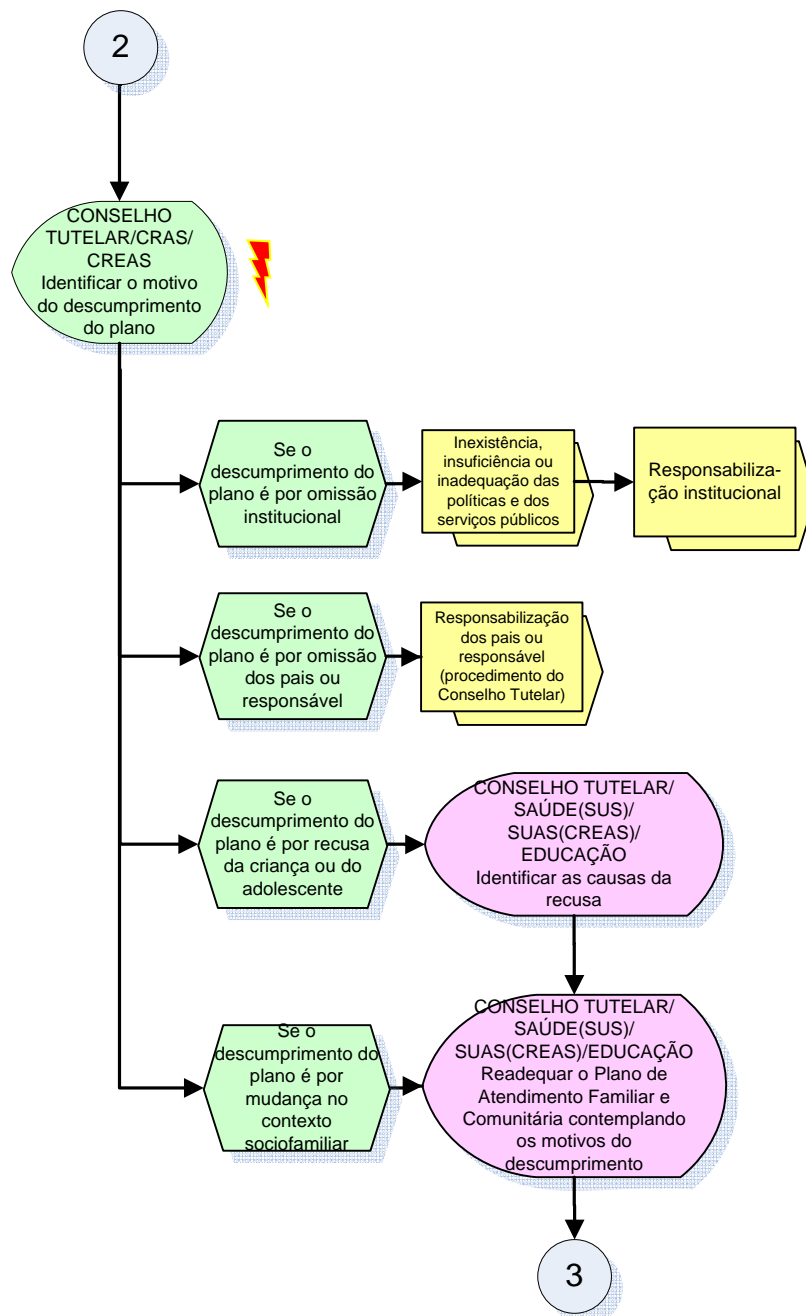 2
CONSELHO
TUTELAR/CRAS/
CREAS
Identificar o motivo
do descumprimento
do plano
Se o
descumprimento do
plano é por omissão
institucional
Inexistência,
insuficiência ou
inadequação das
políticas e dos
serviços públicos
Responsabiliza-
ção institucional
Se o
descumprimento do
plano é por omissão
dos pais ou
responsável
Responsabilização
dos pais ou
responsável
(procedimento do
Conselho Tutelar)
Se o
descumprimento do
plano é por recusa
da criança ou do
adolescente
CONSELHO TUTELAR/
SAÚDE(SUS)/
SUAS(CREAS)/
EDUCAÇÃO
Identificar as causas da
recusa
Se o
descumprimento do
plano é por
mudança no
contexto
sociofamiliar
CONSELHO TUTELAR/
SAÚDE(SUS)/
SUAS(CREAS)/EDUCAÇÃO
Readequar o Plano de
Atendimento Familiar e
Comunitária contemplando
os motivos do
descumprimento
3